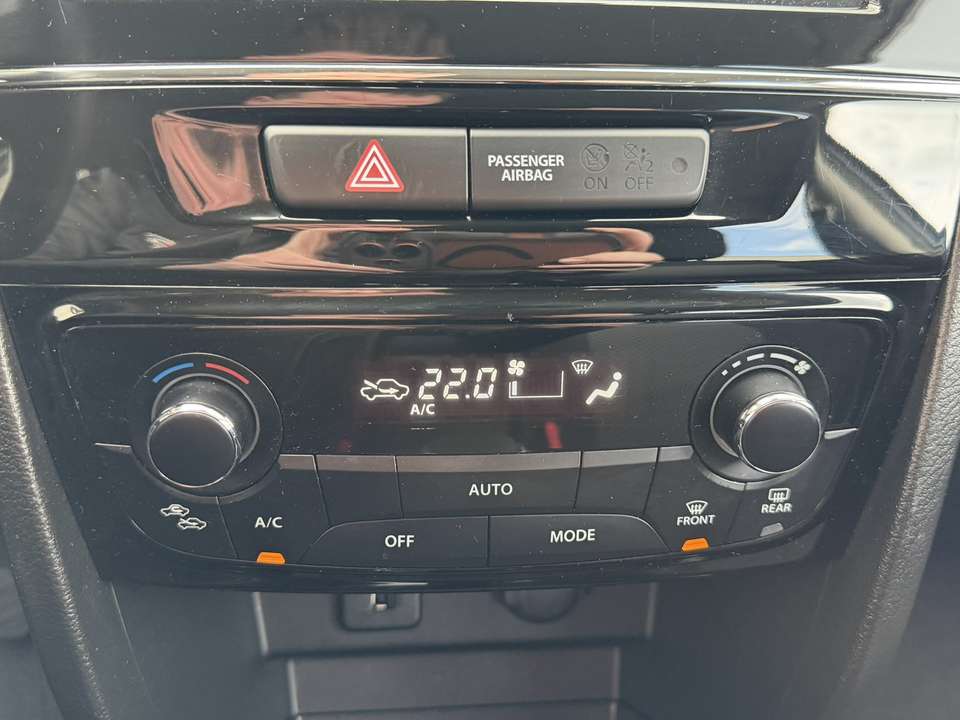 PASSENGER
AIRBAG
ON OFF
22.0
A/C
AUTO
A/C
OFF
MODE
FRONT
REAR